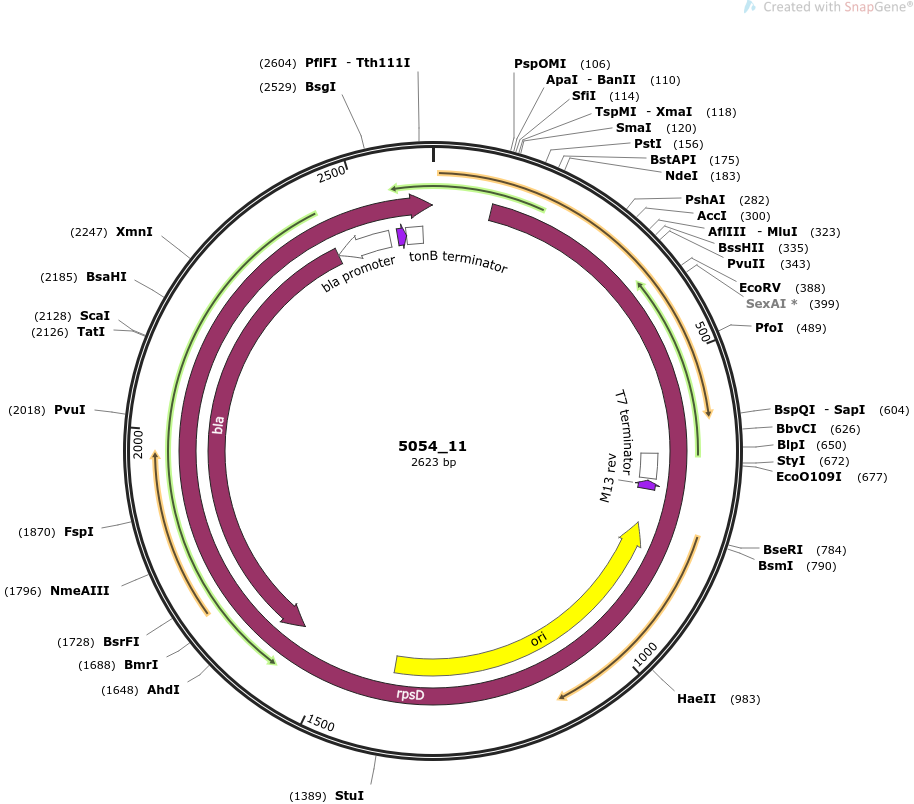 Created with SnapGene®
(2604) PflFI - Tth111I
(2529) BsgI
PspOMI (106)
ApaI - BanII (110)
SfiI (114)
TspMI - XmaI (118)
SmaI (120)
PstI (156)
BstAPI (175)
NdeI (183)
PshAI (282)
AccI (300)
AflIII - MluI (323)
BssHII (335)
PvuII (343)
EcoRV (388)
SexAI * (399)
PfoI (489)
BspQI - SapI (604)
BbvCI (626)
BlpI (650)
StyI (672)
EcoO109I (677)
BseRI (784)
BsmI (790)
HaeII (983)
(1389) StuI
(1648) AhdI
(1688) BmrI
(1728) BsrFI
(1796) NmeAIII
(1870) FspI
(2018) PvuI
(2126) TatI
(2128) ScaI
(2185) BsaHI
(2247) XmnI
500
1000
1500
2000
2500
bla promoter
tonB terminator
T7 terminator
M13 rev
ori
rpsD
bla
5054_11
2623 bp